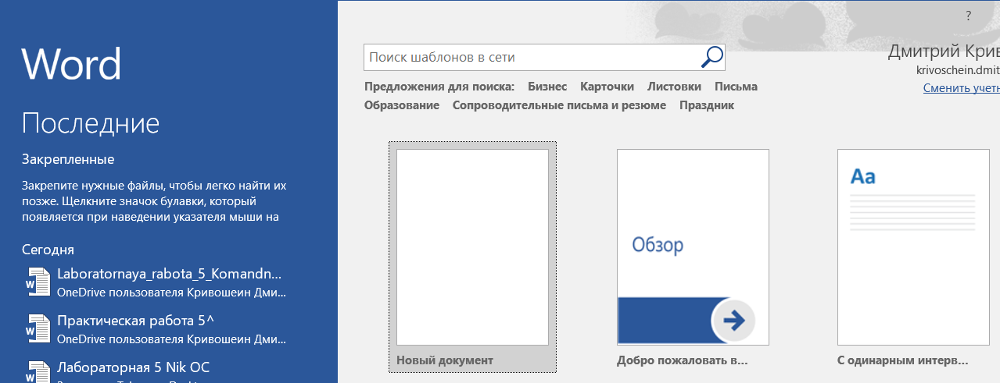 ?
Word
Поиск шаблонов в сети
Дмитрий Крив
krivoschein.dmit
Сменить учетн
Предложения для поиска: Бизнес Карточки Листовки Письма
Образование Сопроводительные письма и резюме Праздник
Последние
Закрепленные
Закрепите нужные файлы, чтобы легко найти их
позже. Щелкните значок булавки, который
появляется при наведении указателя мыши на
Сегодня
Laboratornaya_rabota_5_Komandn...
OneDrive пользователя Кривошеин Дми...
Практическая работа 5^
OneDrive пользователя Кривошеин Дми...
Лабораторная 5 Nik ОС
Обзор
Aa
Новый документ
Добро пожаловать в...
С одинарным интерв...